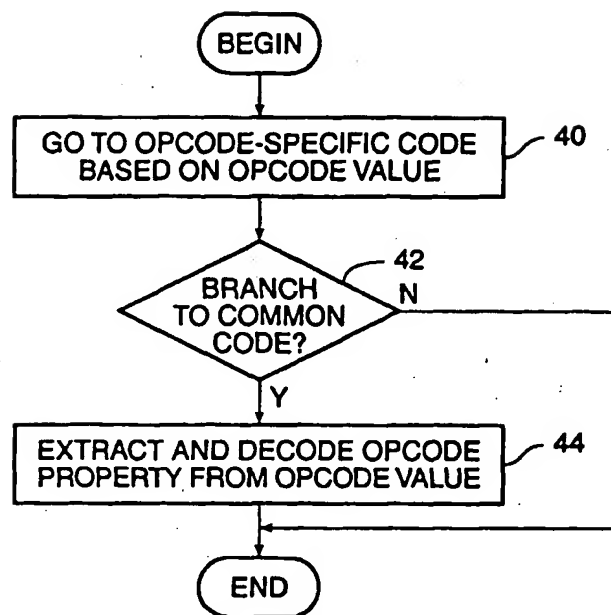 BEGIN
GO TO OPCODE-SPECIFIC CODE
BASED ON OPCODE VALUE
40
BRANCH
TO COMMON
CODE?
42
N
Y
EXTRACT AND DECODE OPCODE
PROPERTY FROM OPCODE VALUE
44
END